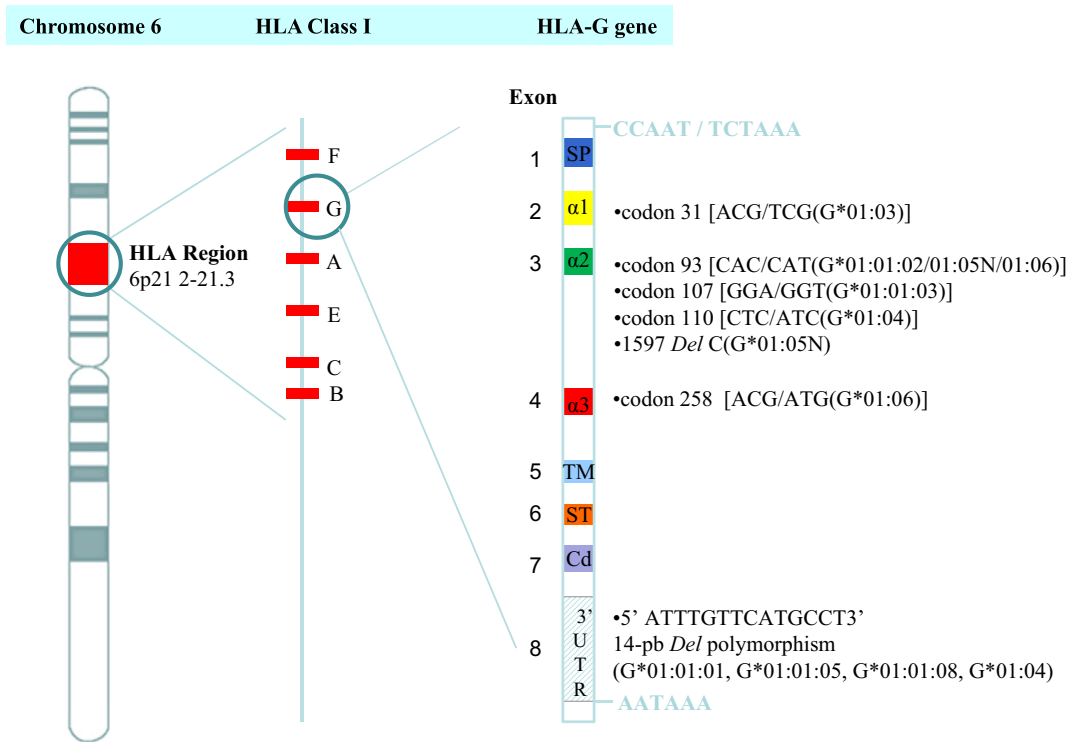 Chromosome 6 HLA Class I HLA-G gene
HLA Region
6p21 2-21.3
F
G
A
E
C
B
Exon
CCAAT / TCTAAA
1 SP
2 α1 •codon 31 [ACG/TCG(G*01:03)]
3 α2 •codon 93 [CAC/CAT(G*01:01:02/01:05N/01:06]
•codon 107 [GGA/GGT(G*01:01:03)]
•codon 110 [CTC/ATC(G*01:04)]
•1597 Del C(G*01:05N)
4 α3 •codon 258 [ACG/ATG(G*01:06)]
5 TM
6 ST
7 Cd
8 3’ UTR •5’ ATTTGTTCATGCCT3’
14-pb Del polymorphism
(G*01:01:01, G*01:01:05, G*01:01:08, G*01:04)
AATAAA